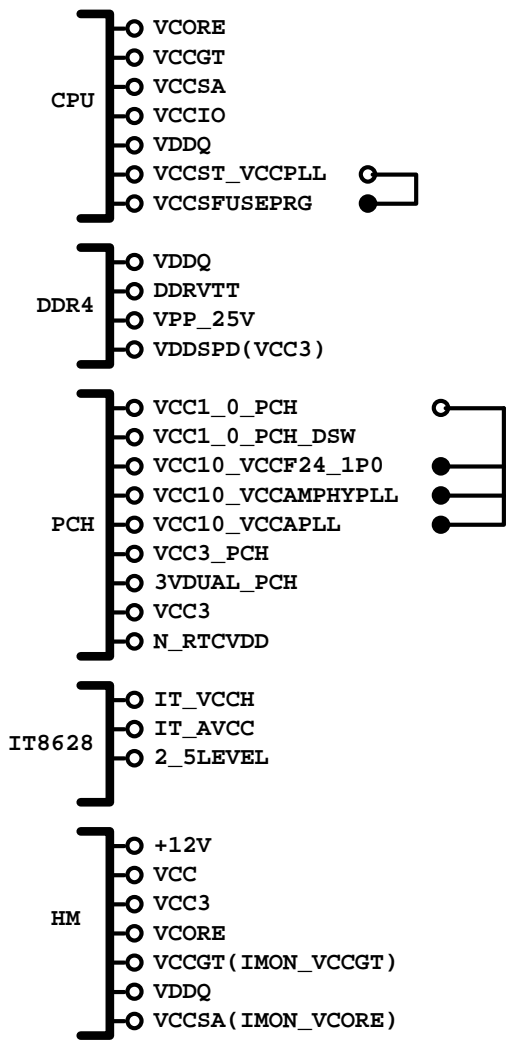 CPU
VCORE
VCCGT
VCCSA
VCCIO
VDDQ
VCCST_VCCPLL
VCCSFUSEPRG
DDR4
VDDQ
DDRVTT
VPP_25V
VDDSPD(VCC3)
PCH
VCC1_0_PCH
VCC1_0_PCH_DSW
VCC10_VCCF24_1P0
VCC10_VCCAMPHYPLL
VCC10_VCCAPLL
VCC3_PCH
3VDUAL_PCH
VCC3
N_RTCVDD
IT8628
IT_VCCH
IT_AVCC
2_5LEVEL
HM
+12V
VCC
VCC3
VCORE
VCCGT(IMON_VCCGT)
VDDQ
VCCSA(IMON_VCORE)